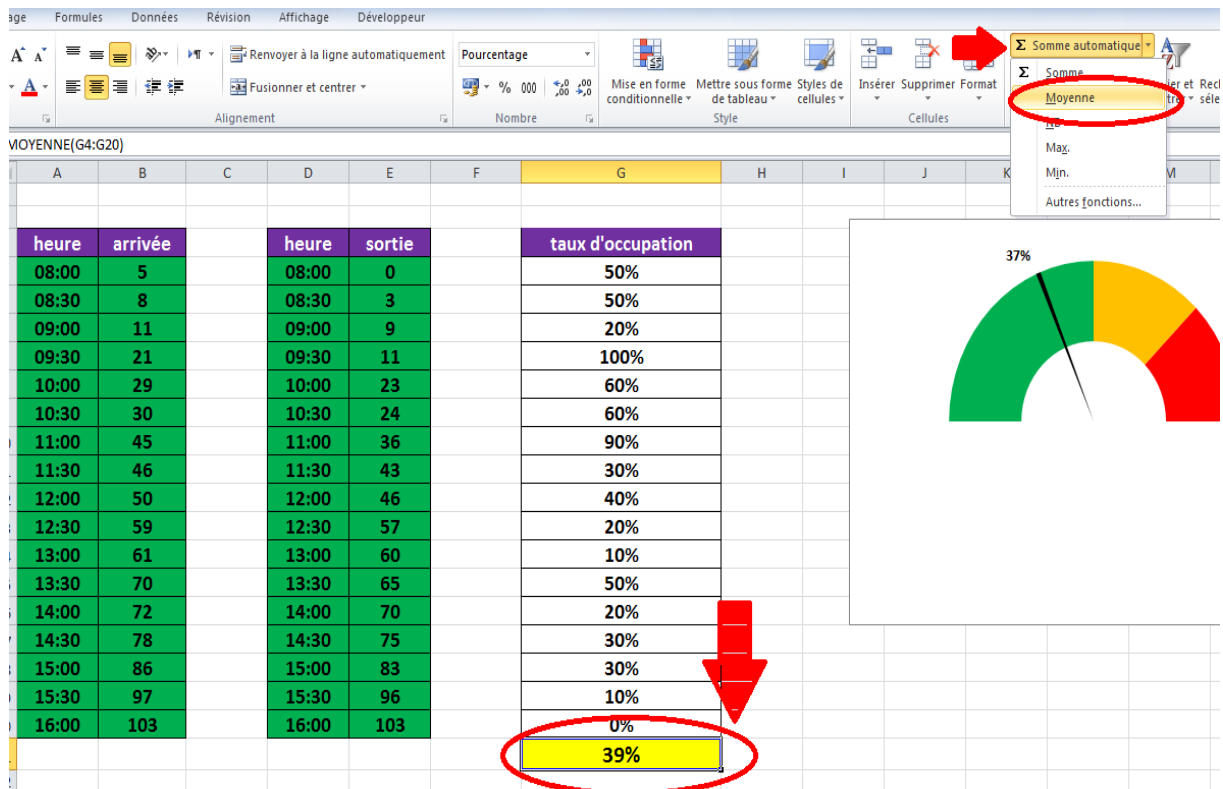 age Formules Données Révision Affichage Développeur
Renvoyer à la ligne automatiquement Pourcentage Σ Somme automatique
Fusionner et centrer % 000 Mise en forme conditionnelle Mettre sous forme de tableau Styles de cellules Insérer Supprimer Format
Alignement Nombre Style Cellules
Σ Somme
Moyenne
NB
Max.
Min.
Autres fonctions...
MOYENNE(G4:G20)
A B C D E F G H I J K M
heure arrivée heure sortie taux d'occupation
08:00 5 08:00 0 50%
08:30 8 08:30 3 50%
09:00 11 09:00 9 20%
09:30 21 09:30 11 100%
10:00 29 10:00 23 60%
10:30 30 10:30 24 60%
11:00 45 11:00 36 90%
11:30 46 11:30 43 30%
12:00 50 12:00 46 40%
12:30 59 12:30 57 20%
13:00 61 13:00 60 10%
13:30 70 13:30 65 50%
14:00 72 14:00 70 20%
14:30 78 14:30 75 30%
15:00 86 15:00 83 30%
15:30 97 15:30 96 10%
16:00 103 16:00 103 0%
39%
37%